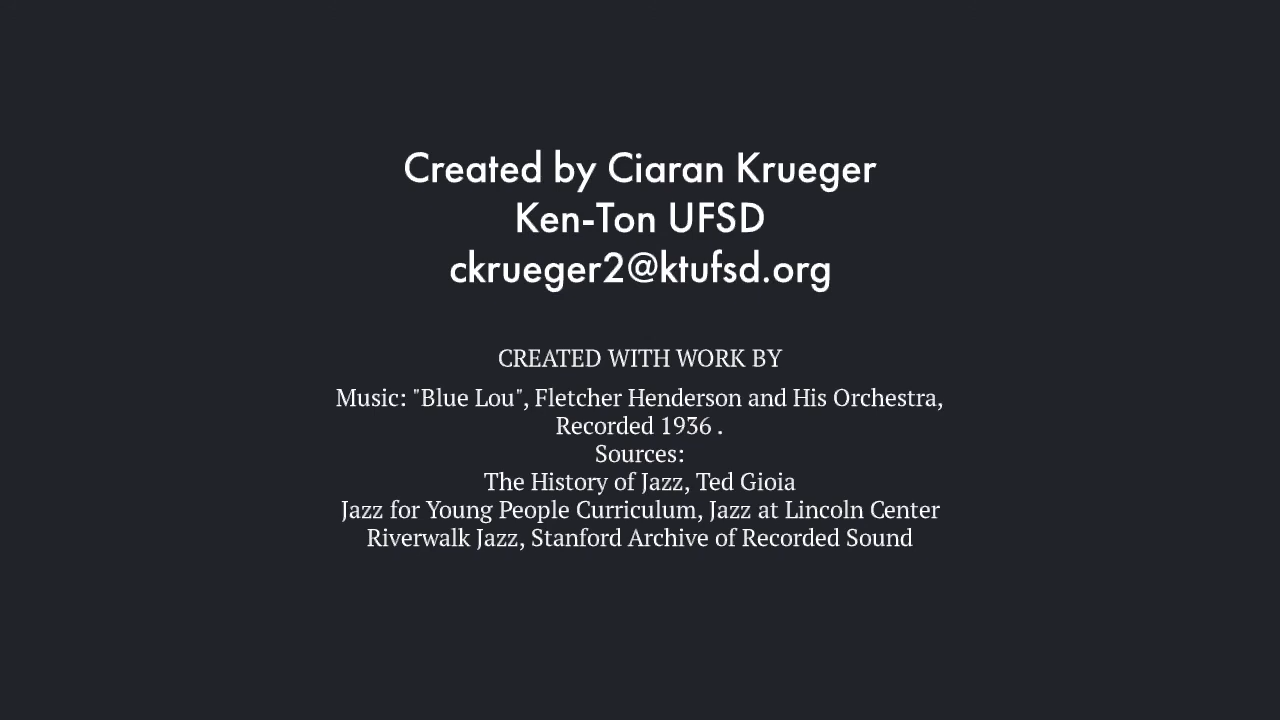 Created by Ciaran Krueger
Ken-Ton UFSD
ckrueger2@ktufsd.org
CREATED WITH WORK BY
Music: "Blue Lou", Fletcher Henderson and His Orchestra,
Recorded 1936 .
Sources:
The History of Jazz, Ted Gioia
Jazz for Young People Curriculum, Jazz at Lincoln Center
Riverwalk Jazz, Stanford Archive of Recorded Sound